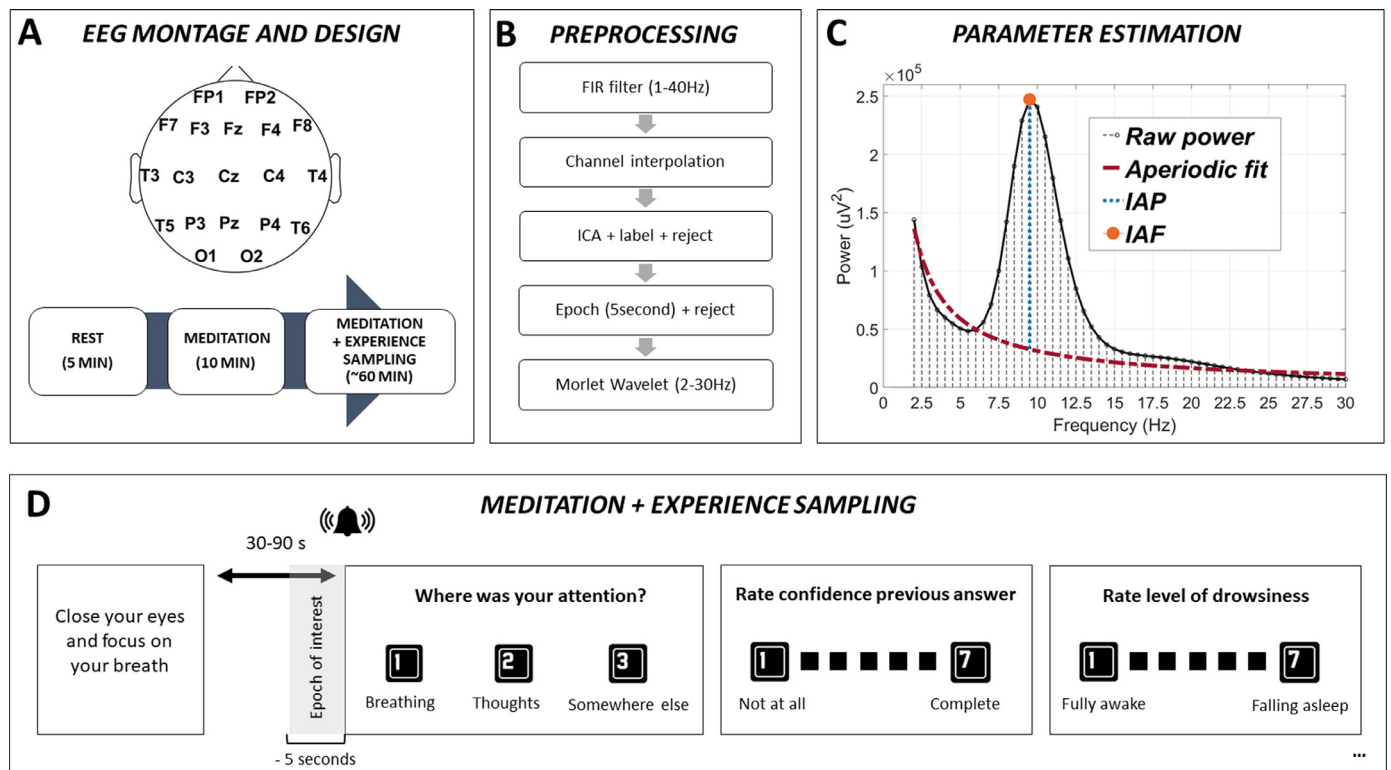 A EEG MONTAGE AND DESIGN
FP1 FP2
F7 F3 Fz F4 F8
T3 C3 Cz C4 T4
T5 P3 Pz P4 T6
O1 O2
REST
(5 MIN)
MEDITATION
(10 MIN)
MEDITATION
+ EXPERIENCE
SAMPLING
(~60 MIN)
B PREPROCESSING
FIR filter (1-40Hz)
Channel interpolation
ICA + label + reject
Epoch (5second) + reject
Morlet Wavelet (2-30Hz)
C PARAMETER ESTIMATION
×10⁵
2.5
2
1.5
1
0.5
0
Power (uV²)
Raw power
Aperiodic fit
IAP
IAF
0 2.5 5 7.5 10 12.5 15 17.5 20 22.5 25 27.5 30
Frequency (Hz)
D MEDITATION + EXPERIENCE SAMPLING
30-90 s
Close your eyes
and focus on
your breath
Epoch of interest
- 5 seconds
Where was your attention?
1 2 3
Breathing Thoughts Somewhere else
Rate confidence previous answer
1 7
Not at all Complete
Rate level of drowsiness
1 7
Fully awake Falling asleep
...